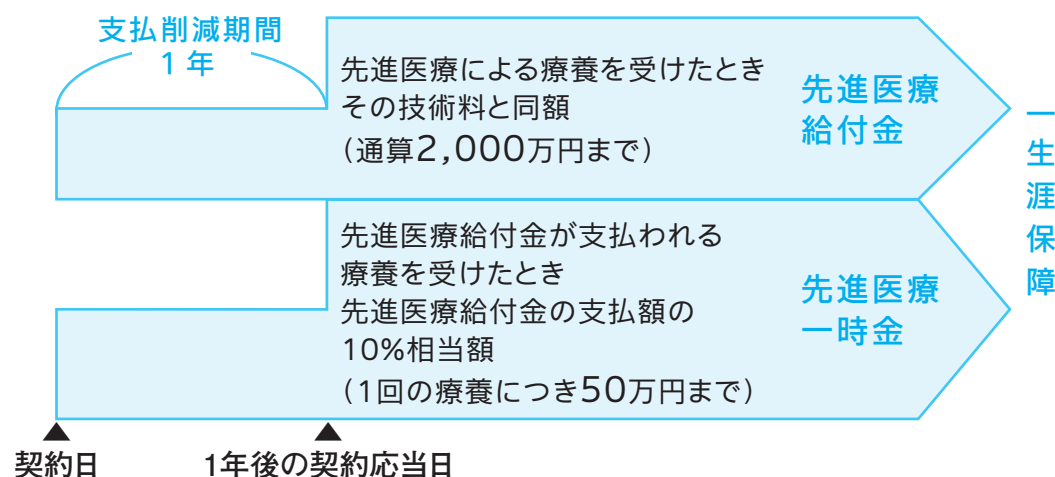 支払削減期間
1年
先進医療による療養を受けたとき
その技術料と同額
（通算2,000万円まで）
先進医療
給付金
先進医療給付金が支払われる
療養を受けたとき
先進医療給付金の支払額の
10%相当額
（1回の療養につき50万円まで）
先進医療
一時金
一生涯保障
契約日
1年後の契約応当日